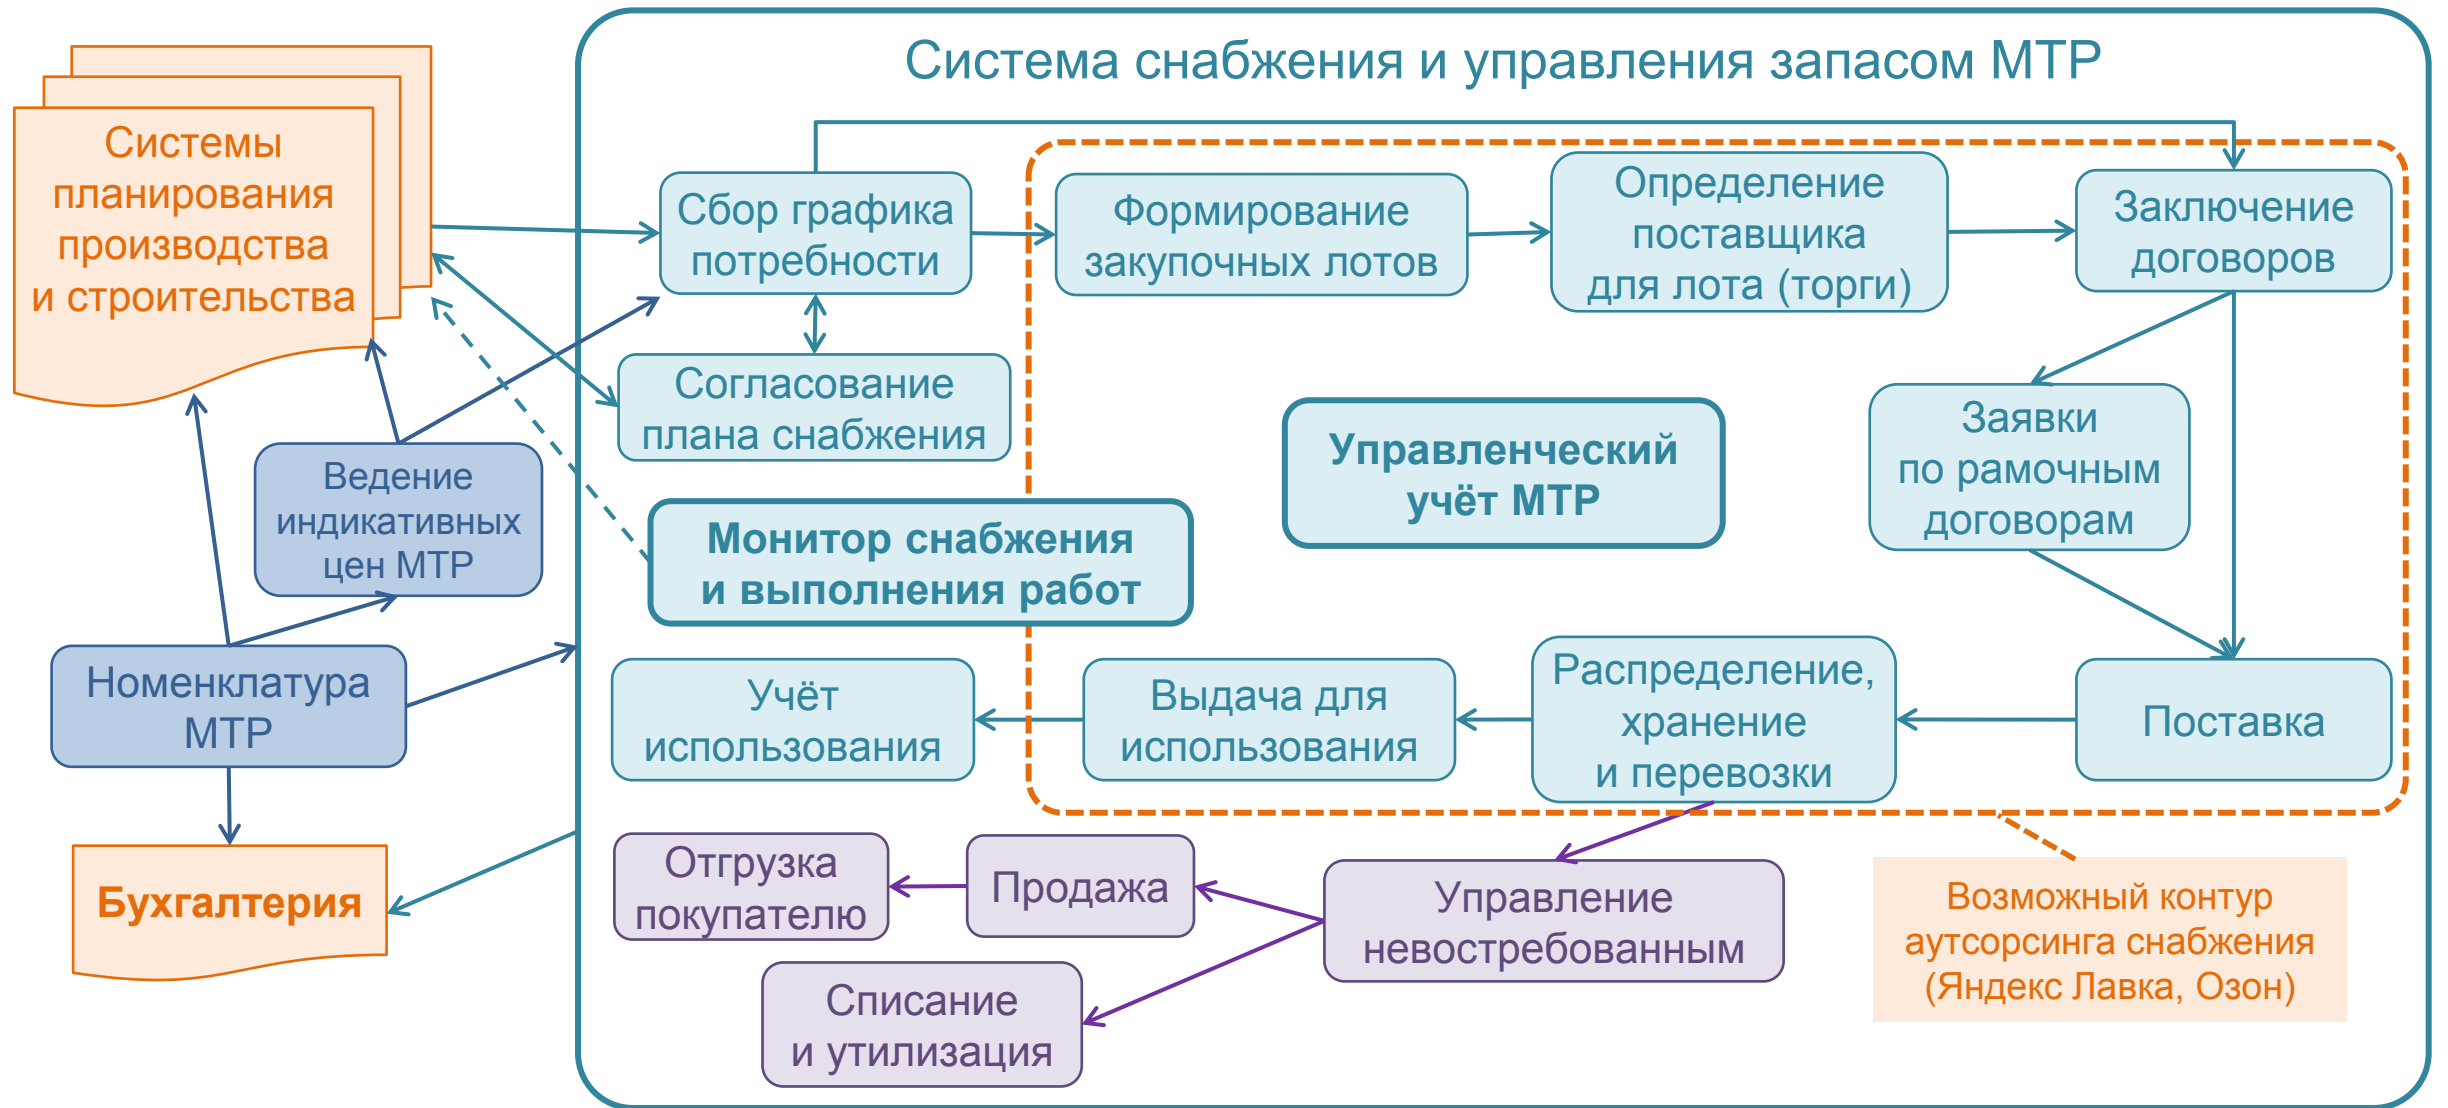 Система снабжения и управления запасом МТР
Системы
планирования
производства
и строительства
Сбор графика
потребности
Формирование
закупочных лотов
Определение
поставщика
для лота (торги)
Заключение
договоров
Согласование
плана снабжения
Управленческий
учёт МТР
Заявки
по рамочным
договорам
Ведение
индикативных
цен МТР
Монитор снабжения
и выполнения работ
Номенклатура
МТР
Учёт
использования
Выдача для
использования
Распределение,
хранение
и перевозки
Поставка
Бухгалтерия
Отгрузка
покупателю
Продажа
Управление
невостребованным
Списание
и утилизация
Возможный контур
аутсорсинга снабжения
(Яндекс Лавка, Озон)